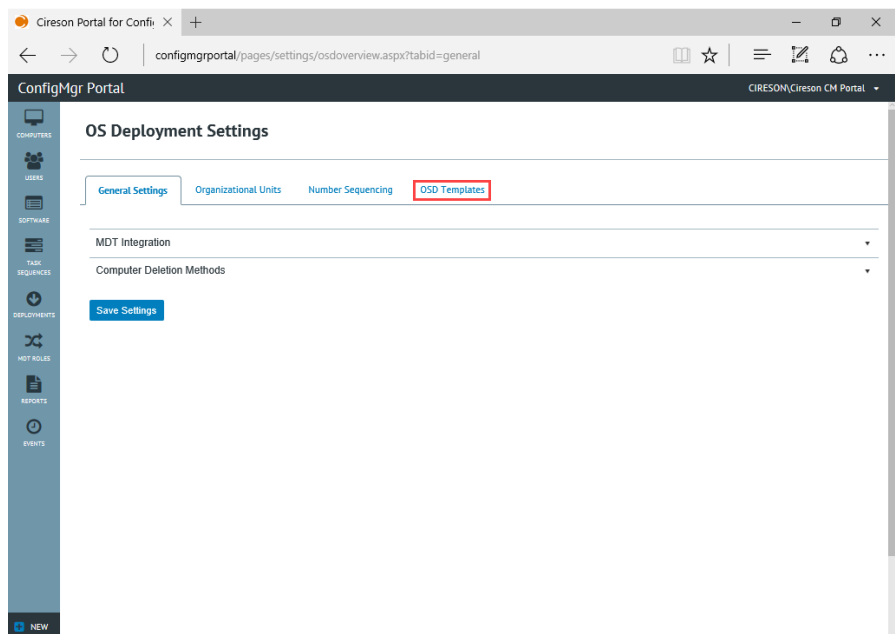 Cireson Portal for Confi
configmgrportal/pages/settings/osdoverview.aspx?tabid=general
ConfigMgr Portal
CIRESON\Cireson CM Portal
COMPUTERS
USERS
SOFTWARE
TASK
SEQUENCES
DEPLOYMENTS
MDT ROLES
REPORTS
EVENTS
NEW
OS Deployment Settings
General Settings
Organizational Units
Number Sequencing
OSD Templates
MDT Integration
Computer Deletion Methods
Save Settings